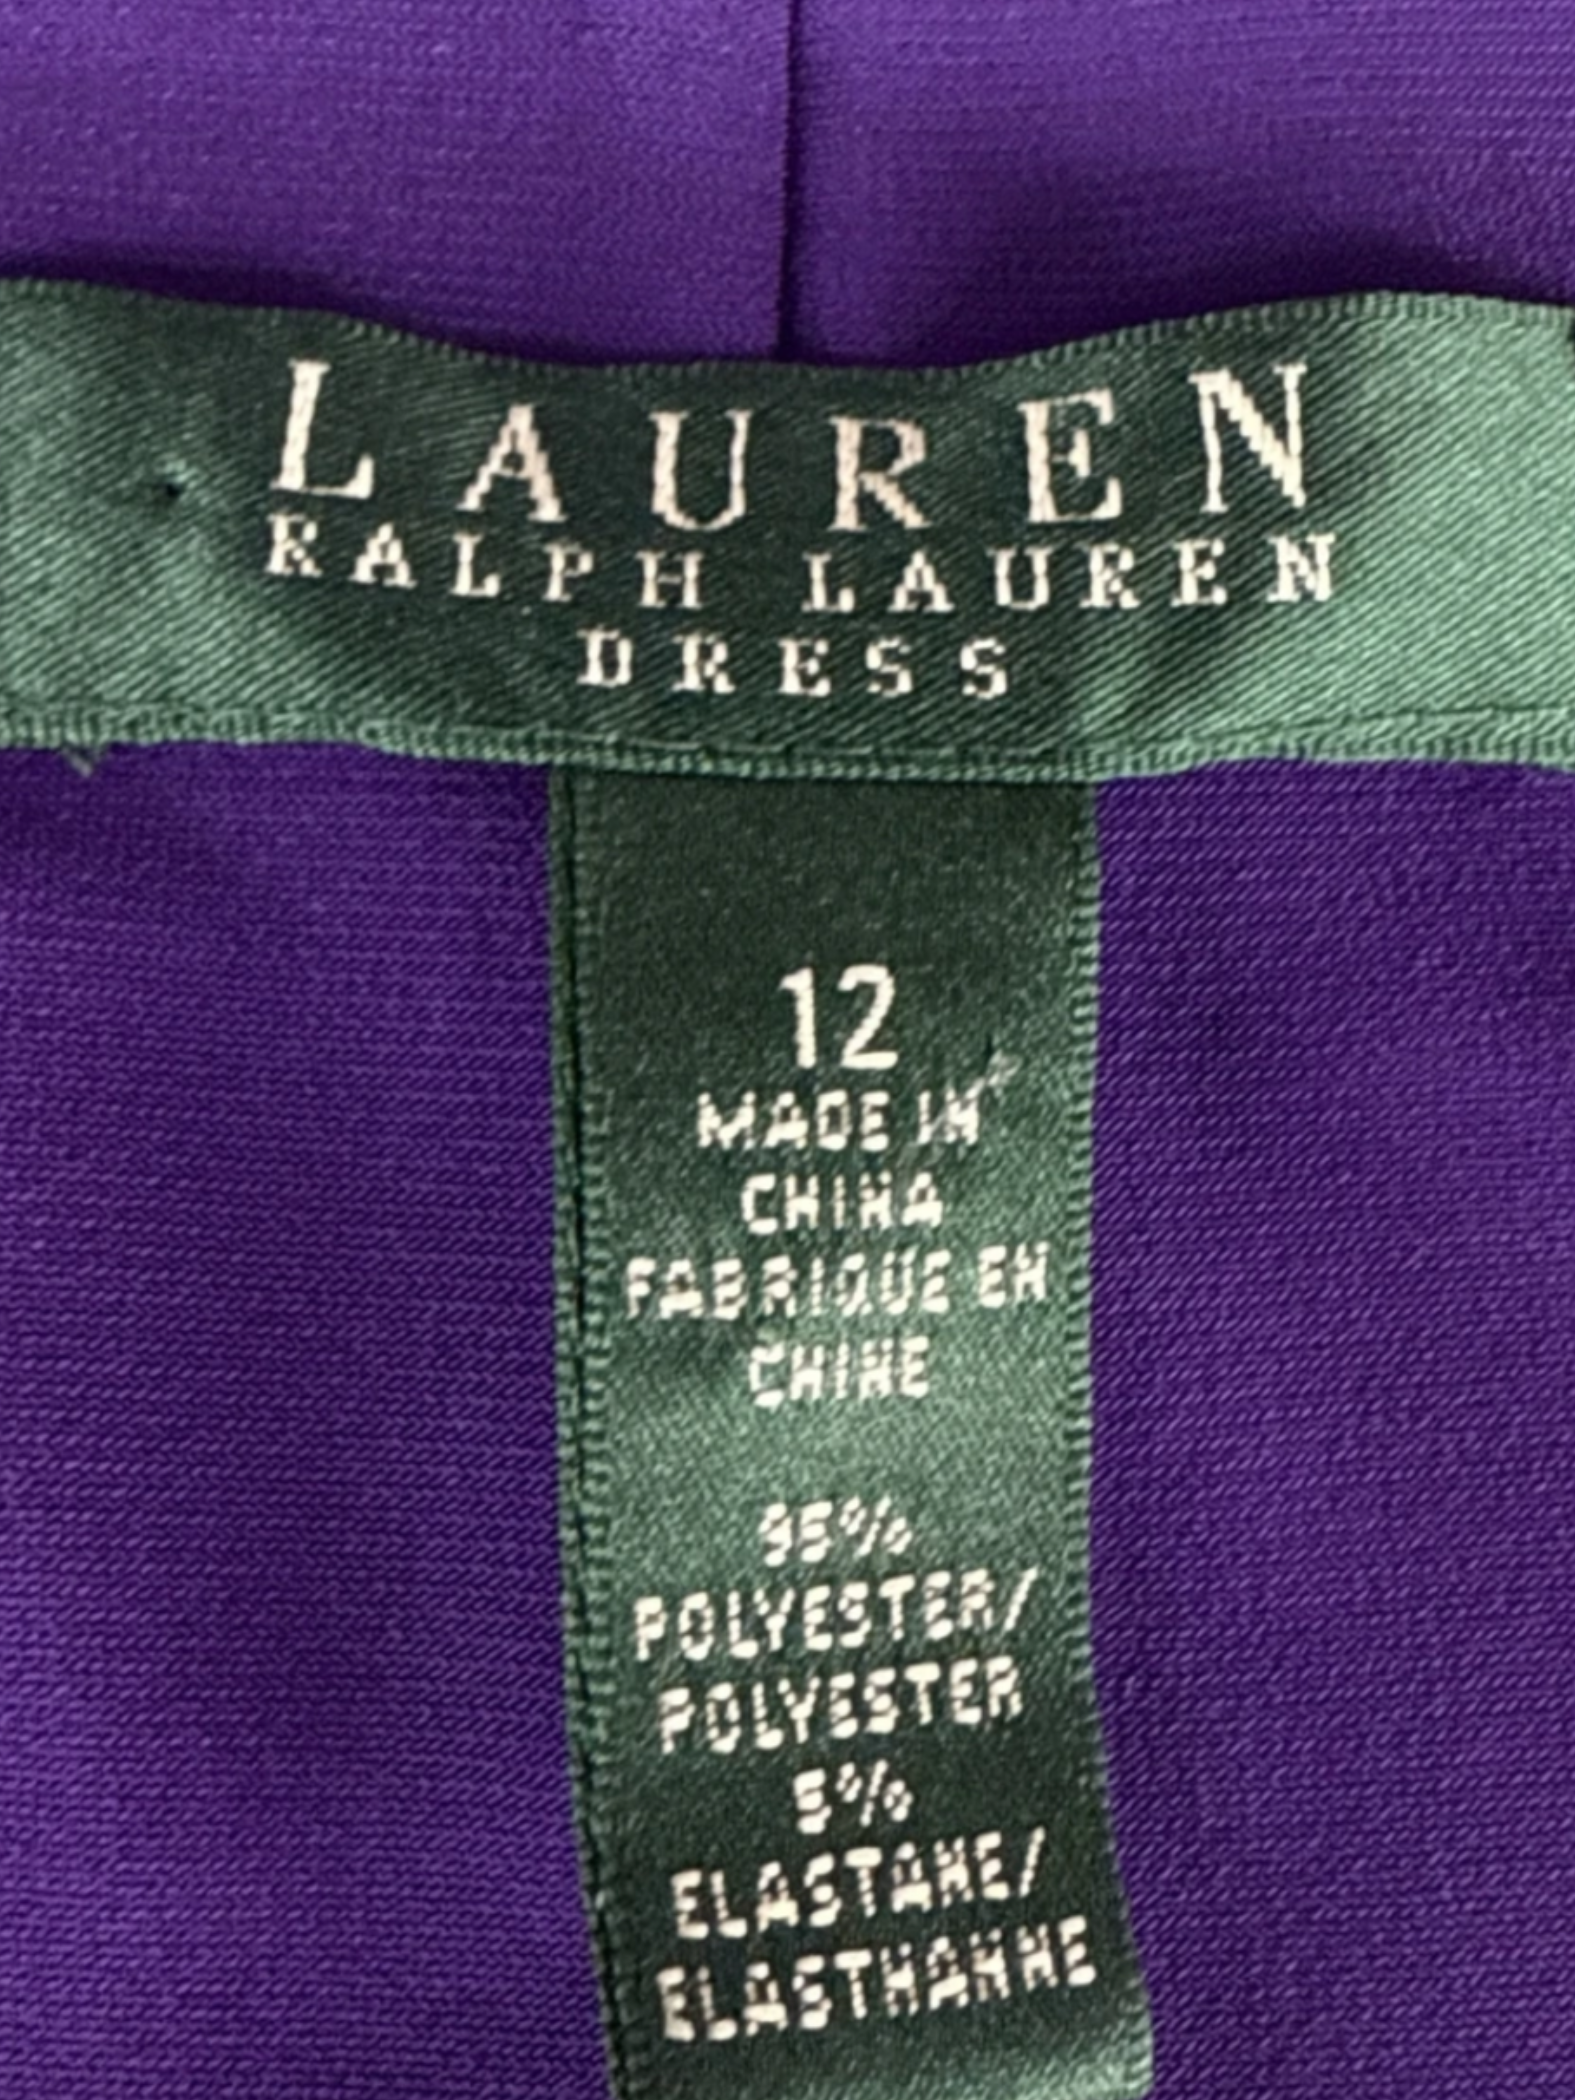 LAUREN
RALPH LAUREN
DRESS
12
MADE IN
CHINA
FABRIQUE EN
CHINE
95%
POLYESTER/
POLYESTER
5%
ELASTANE/
ELASTHANNE